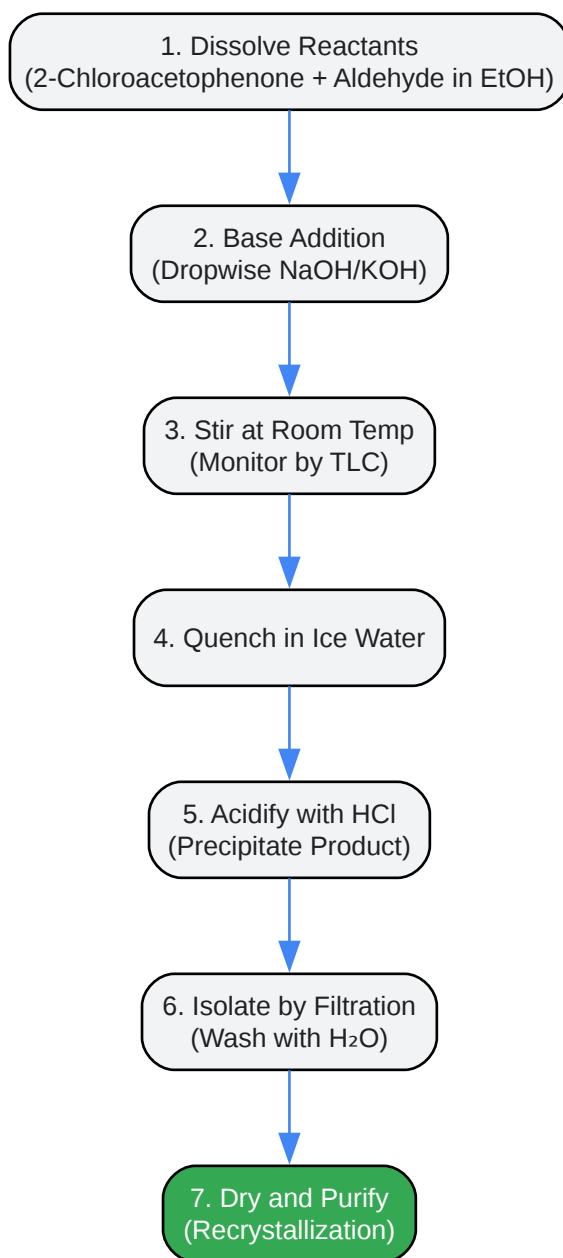 1. Dissolve Reactants
(2-Chloroacetophenone + Aldehyde in EtOH)
2. Base Addition
(Dropwise NaOH/KOH)
3. Stir at Room Temp
(Monitor by TLC)
4. Quench in Ice Water
5. Acidify with HCl
(Precipitate Product)
6. Isolate by Filtration
(Wash with H₂O)
7. Dry and Purify
(Recrystallization)